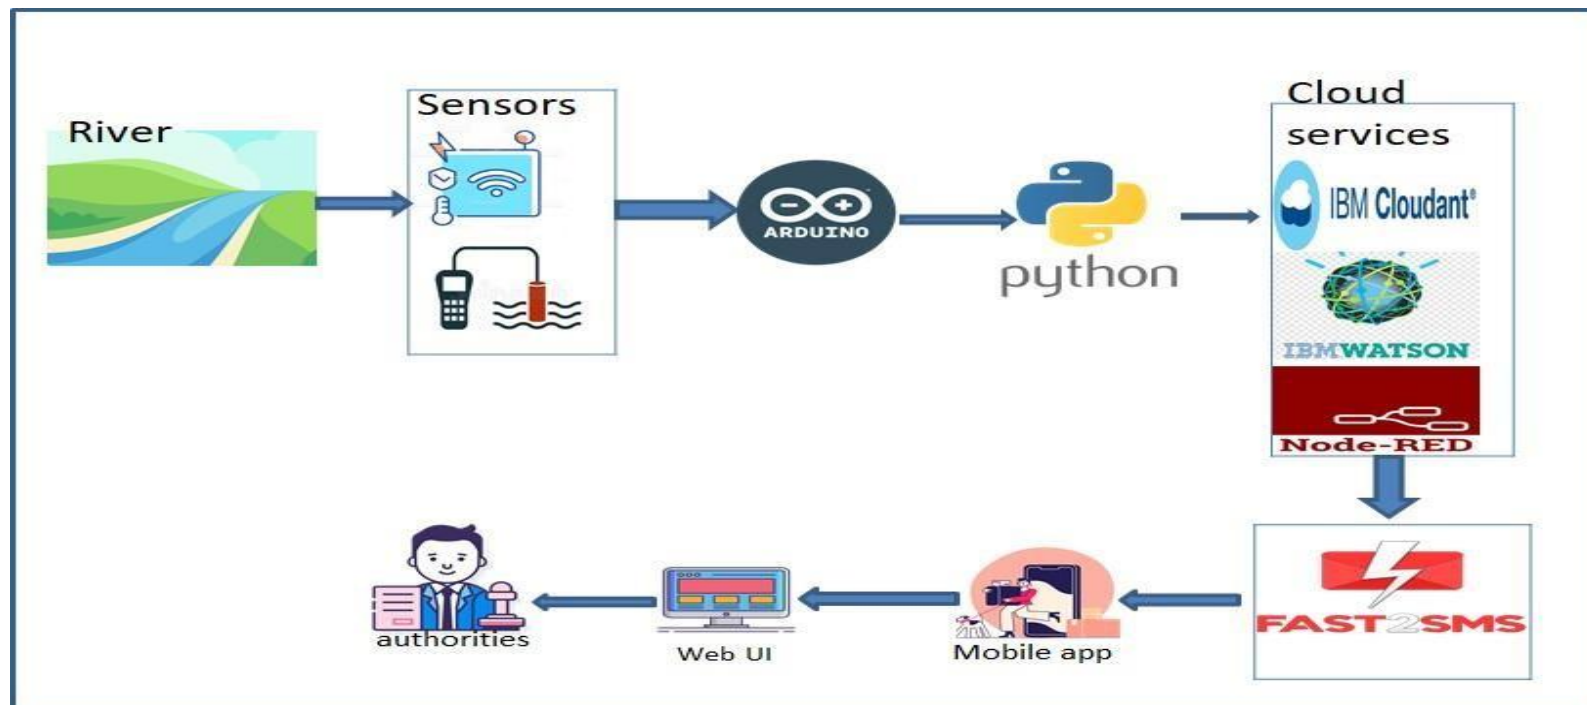 River
Sensors
ARDUINO
python
Cloud
services
IBM Cloudant®
IBMWATSON
Node-RED
FAST2SMS
Mobile app
Web UI
authorities